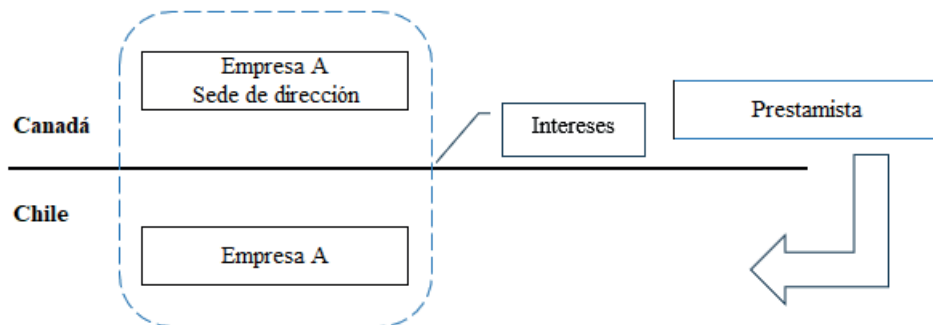 Empresa A
Sede de dirección
Canadá
Intereses
Prestamista
Chile
Empresa A